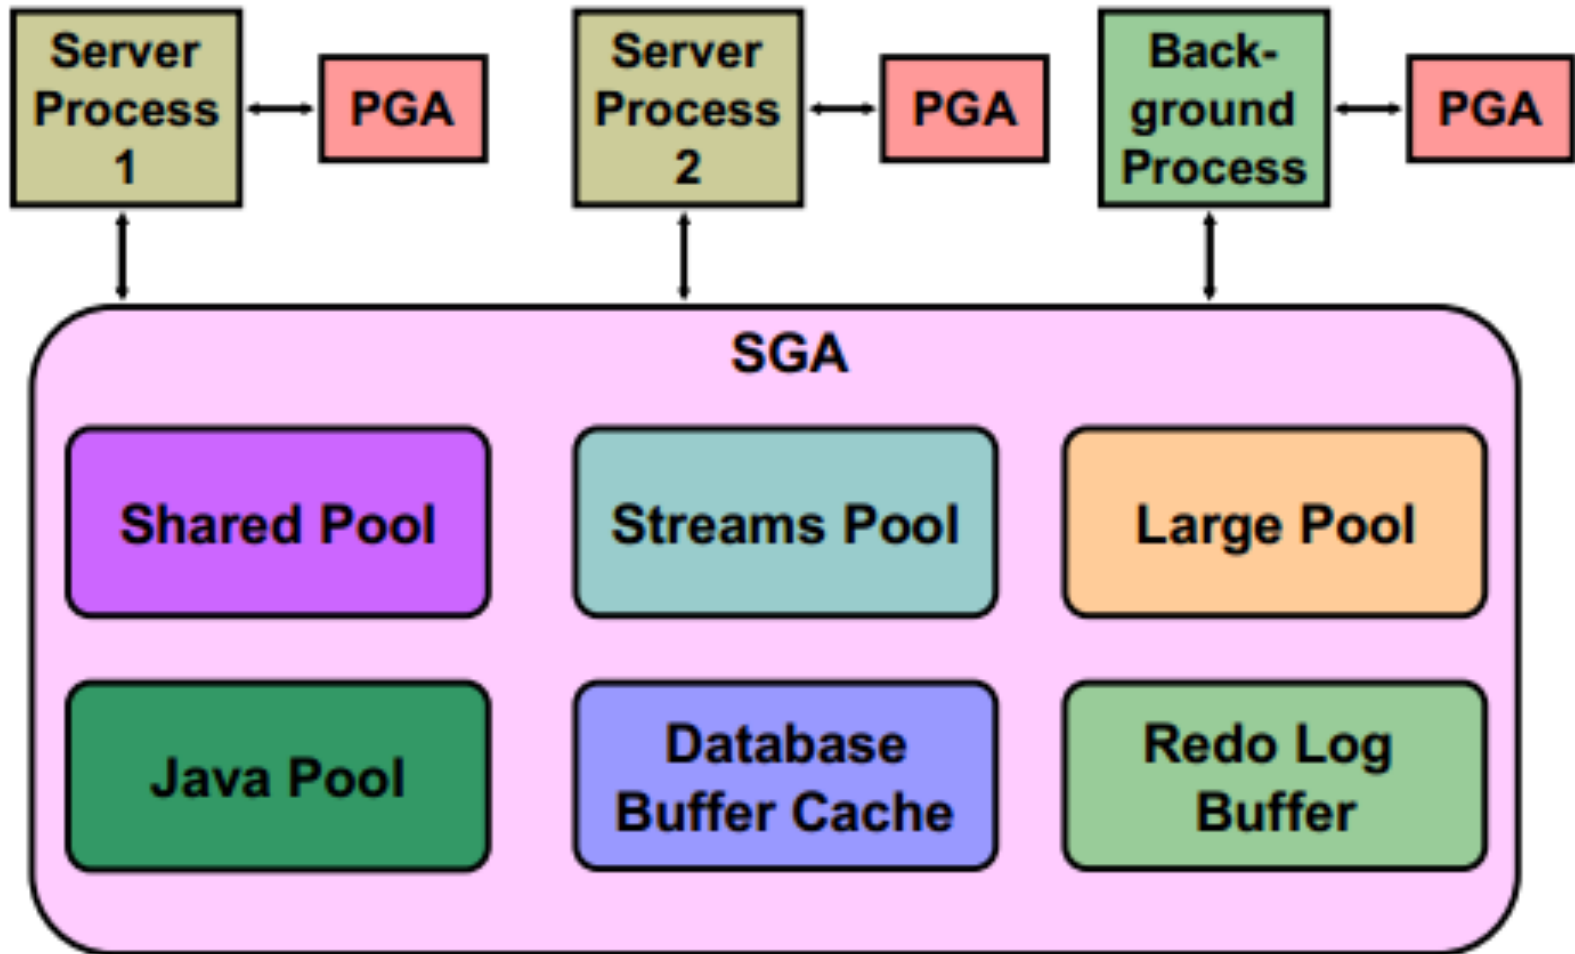 Server
Process
1
PGA
Server
Process
2
PGA
Back-
ground
Process
PGA
SGA
Shared Pool
Streams Pool
Large Pool
Java Pool
Database
Buffer Cache
Redo Log
Buffer